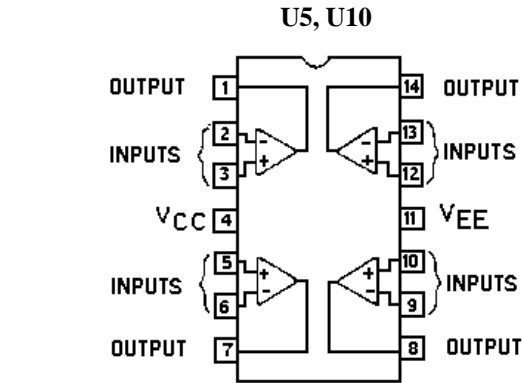 U5, U10
OUTPUT 1 14 OUTPUT
2 - - 13
INPUTS INPUTS
3 + + 12
VCC 4 11 VEE
5 + + 10
INPUTS INPUTS
6 - - 9
OUTPUT 7 8 OUTPUT